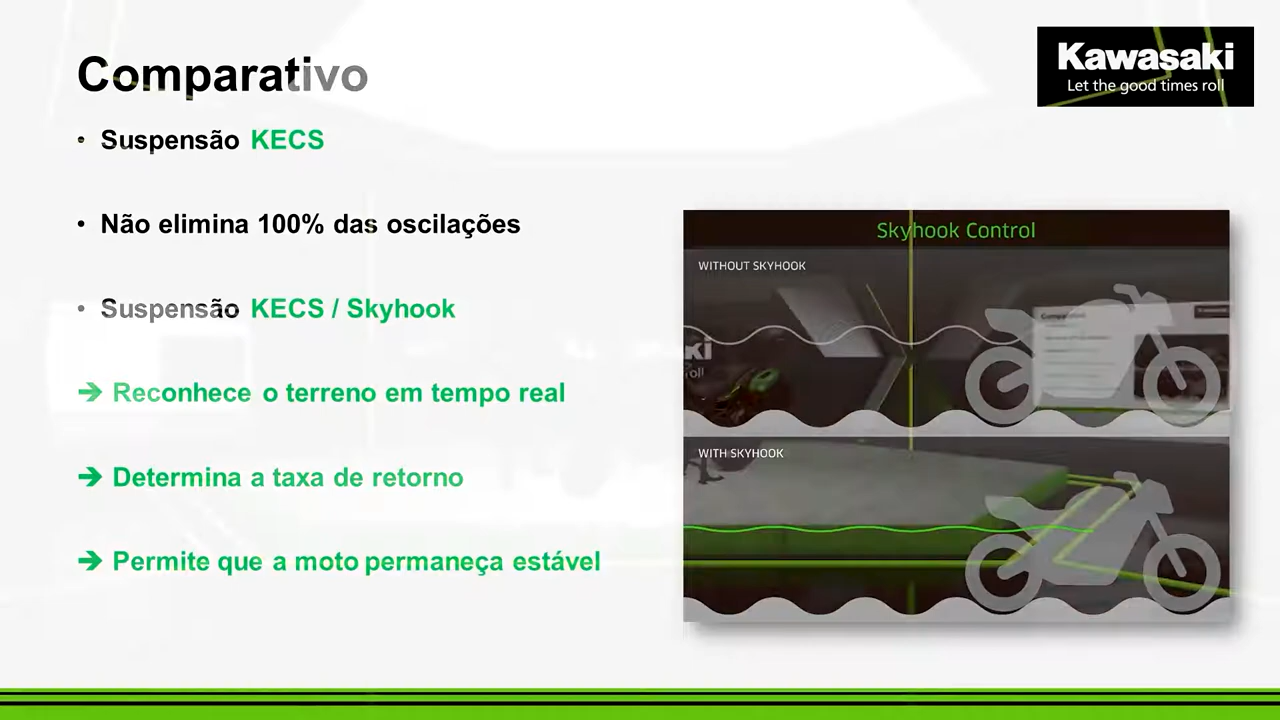 Comparativo
Kawasaki
Let the good times roll
• Suspensão KECS
• Não elimina 100% das oscilações
• Suspensão KECS / Skyhook
➔ Reconhece o terreno em tempo real
➔ Determina a taxa de retorno
➔ Permite que a moto permaneça estável
Skyhook Control
WITHOUT SKYHOOK
WITH SKYHOOK